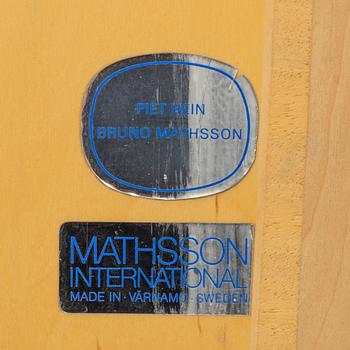 PIET HEIN
BRUNO MATHSSON
MATHSSON
INTERNATIONAL
MADE IN · VÄRNAMO · SWEDEN